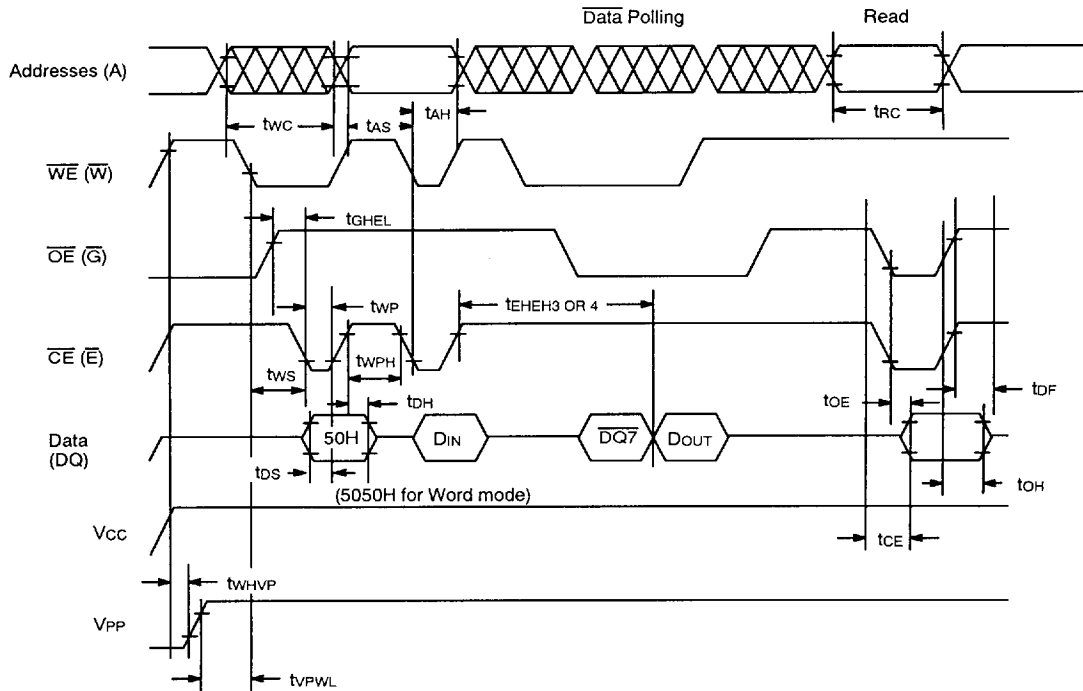 Data Polling Read
Addresses (A)
tWC tAS tAH tRC
WE (W)
tGHEL
OE (G)
tWP tEHEH3 OR 4
CE (E)
tWS tWPH tDH tOE tDF
Data
(DQ)
50H DIN DQ7 DOUT
tDS tOH
(5050H for Word mode)
VCC tCE
tWHVP
VPP
tVPWL